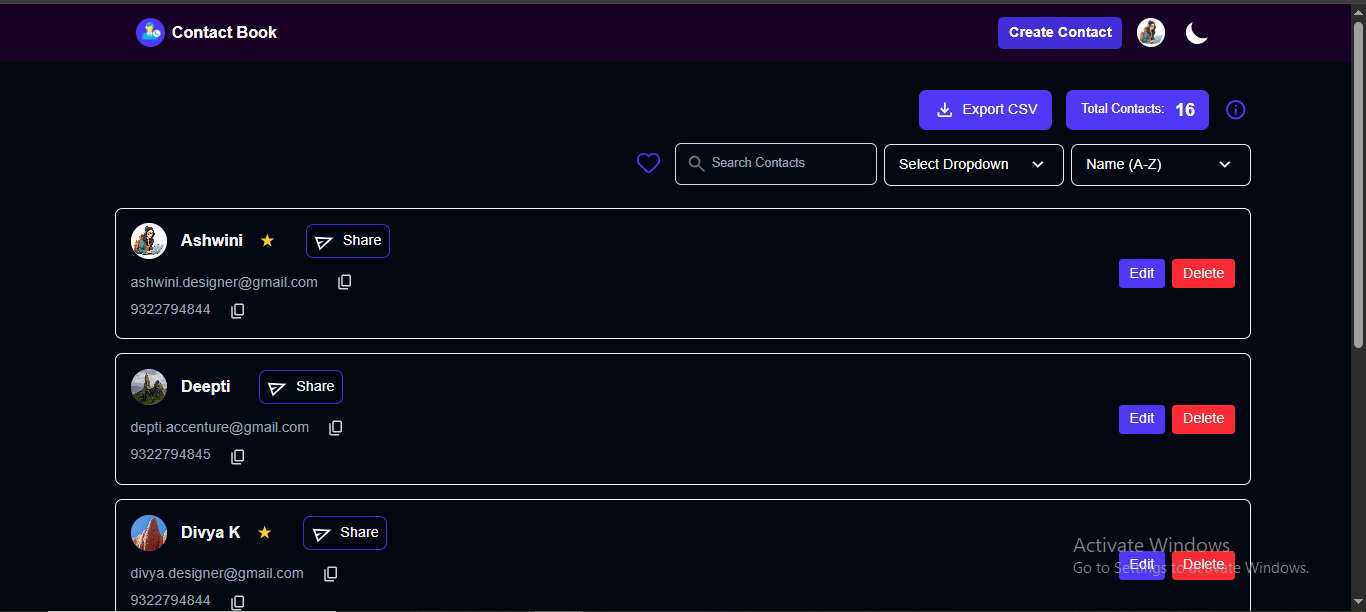 Contact Book
Create Contact
Export CSV
Total Contacts: 16
Search Contacts
Select Dropdown
Name (A-Z)
Ashwini
Share
ashwini.designer@gmail.com
9322794844
Edit
Delete
Deepti
Share
depti.accenture@gmail.com
9322794845
Edit
Delete
Divya K
Share
divya.designer@gmail.com
9322794844
Edit
Delete
Activate Windows
Go to Settings to activate Windows.